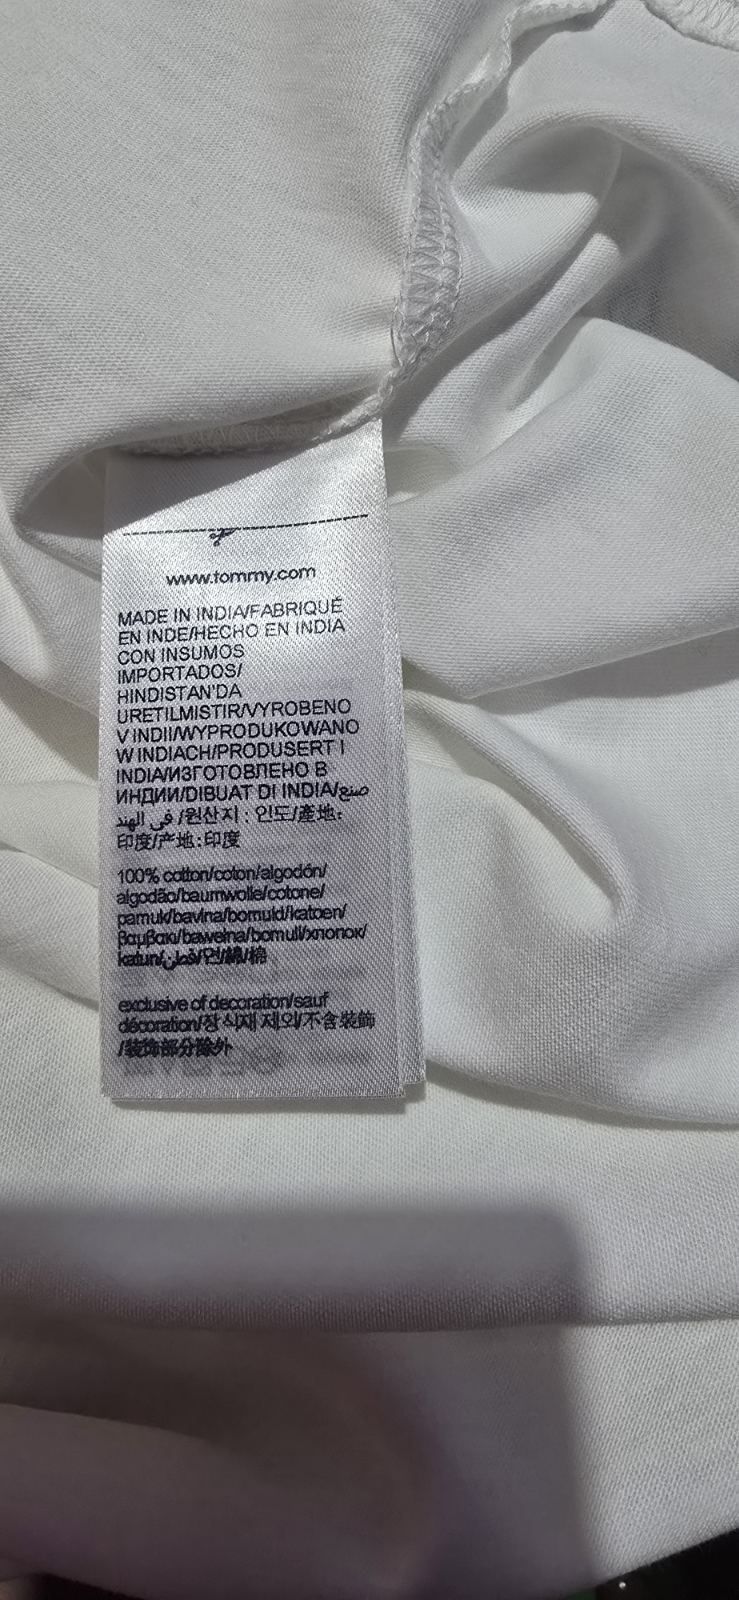 www.tommy.com
MADE IN INDIA/FABRIQUÉ
EN INDE/HECHO EN INDIA
CON INSUMOS
IMPORTADOS/
HINDISTAN'DA
URETILMISTIR/VYROBENO
V INDII/WYPRODUKOWANO
W INDIACH/PRODUSERT I
INDIA/ИЗГОТОВЛЕНО В
ИНДИИ/DIBUAT DI INDIA/صنع
في الهند /원산지 : 인도/產地:
印度/产地:印度
100% cotton/coton/algodón/
algodão/baumwolle/cotone/
pamuk/bavlna/bomuld/katoen/
βαμβακι/bawełna/bomull/хлопок/
katun/قطن/면/綿/棉
exclusive of decoration/sauf
décoration/장식재 제외/不含裝飾
/装饰部分除外